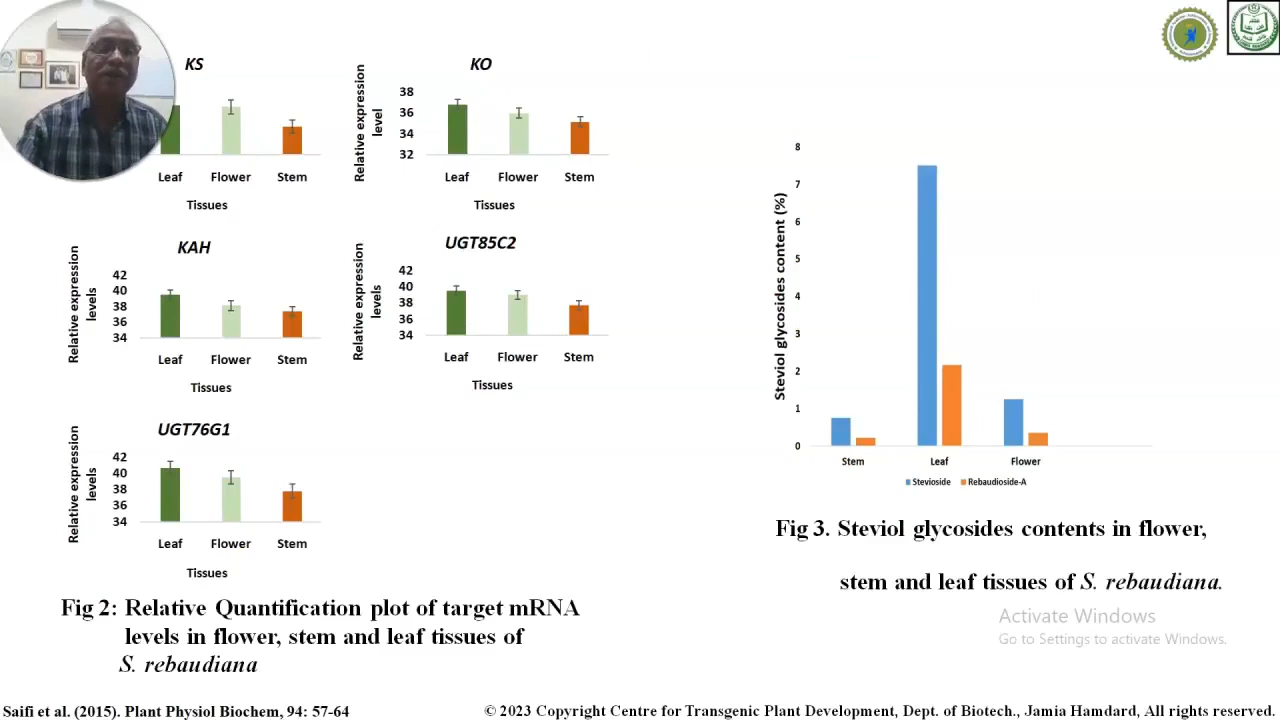 KS
Leaf Flower Stem
Tissues
KO
Relative expression
level
38
36
34
32
Leaf Flower Stem
Tissues
KAH
Relative expression
levels
42
40
38
36
34
Leaf Flower Stem
Tissues
UGT85C2
Relative expression
levels
42
40
38
36
34
Leaf Flower Stem
Tissues
UGT76G1
Relative expression
levels
42
40
38
36
34
Leaf Flower Stem
Tissues
Fig 2: Relative Quantification plot of target mRNA
levels in flower, stem and leaf tissues of
S. rebaudiana
Steviol glycosides content (%)
8
7
6
5
4
3
2
1
0
Stem Leaf Flower
Stevioside Rebaudioside-A
Fig 3. Steviol glycosides contents in flower,
stem and leaf tissues of S. rebaudiana.
Activate Windows
Go to Settings to activate Windows.
Saifi et al. (2015). Plant Physiol Biochem, 94: 57-64
© 2023 Copyright Centre for Transgenic Plant Development, Dept. of Biotech., Jamia Hamdard, All rights reserved.